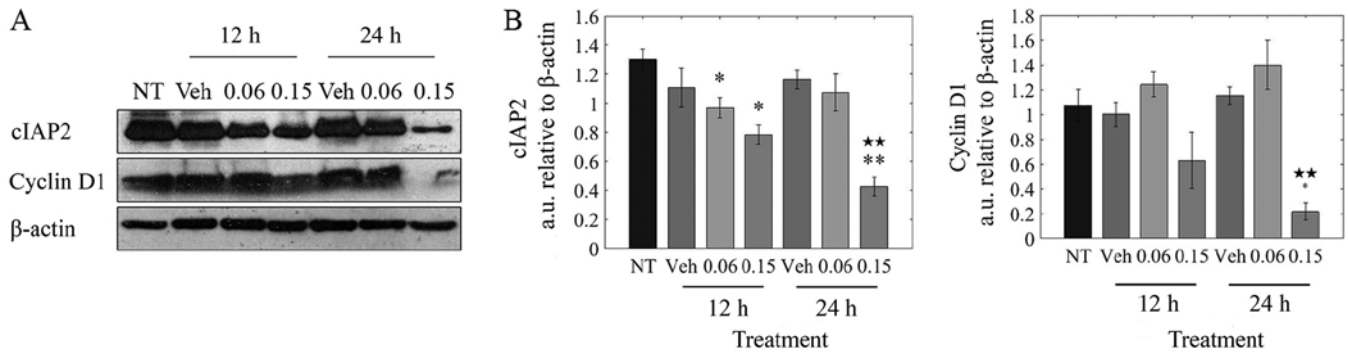 A
12 h 24 h
NT Veh 0.06 0.15 Veh 0.06 0.15
cIAP2
Cyclin D1
β-actin
B
cIAP2
a.u. relative to β-actin
1.6
1.4
1.2
1
0.8
0.6
0.4
0.2
0
*
*
★★
**
NT Veh 0.06 0.15 Veh 0.06 0.15
12 h 24 h
Treatment
Cyclin D1
a.u. relative to β-actin
1.8
1.6
1.4
1.2
1.0
0.8
0.6
0.4
0.2
0
★★
*
NT Veh 0.06 0.15 Veh 0.06 0.15
12 h 24 h
Treatment